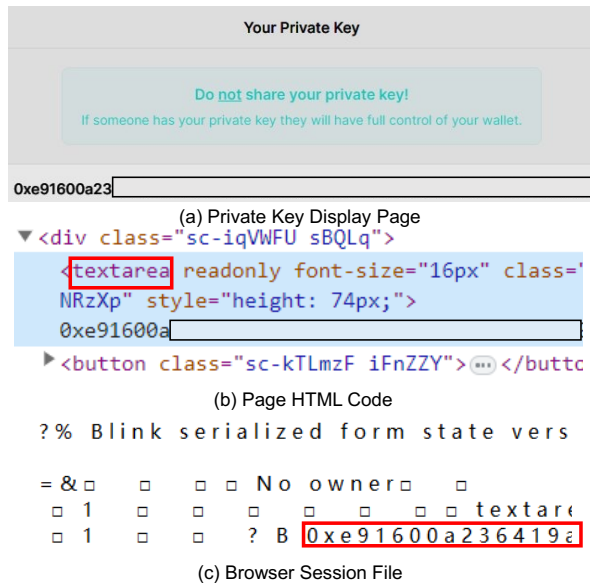 Your Private Key
Do not share your private key!
If someone has your private key they will have full control of your wallet.
0xe91600a23
(a) Private Key Display Page
▼<div class="sc-iqVWFU sBQLq">
<textarea readonly font-size="16px" class="
NRzXp" style="height: 74px;">
0xe91600a
▶<button class="sc-kTLmzF iFnZZY">…</butto
(b) Page HTML Code
?% Blink serialized form state vers
=&□ □ □ □ No owner□ □
□ 1 □ □ □ □ □ □ textare
□ 1 □ □ ? B 0xe91600a236419a
(c) Browser Session File